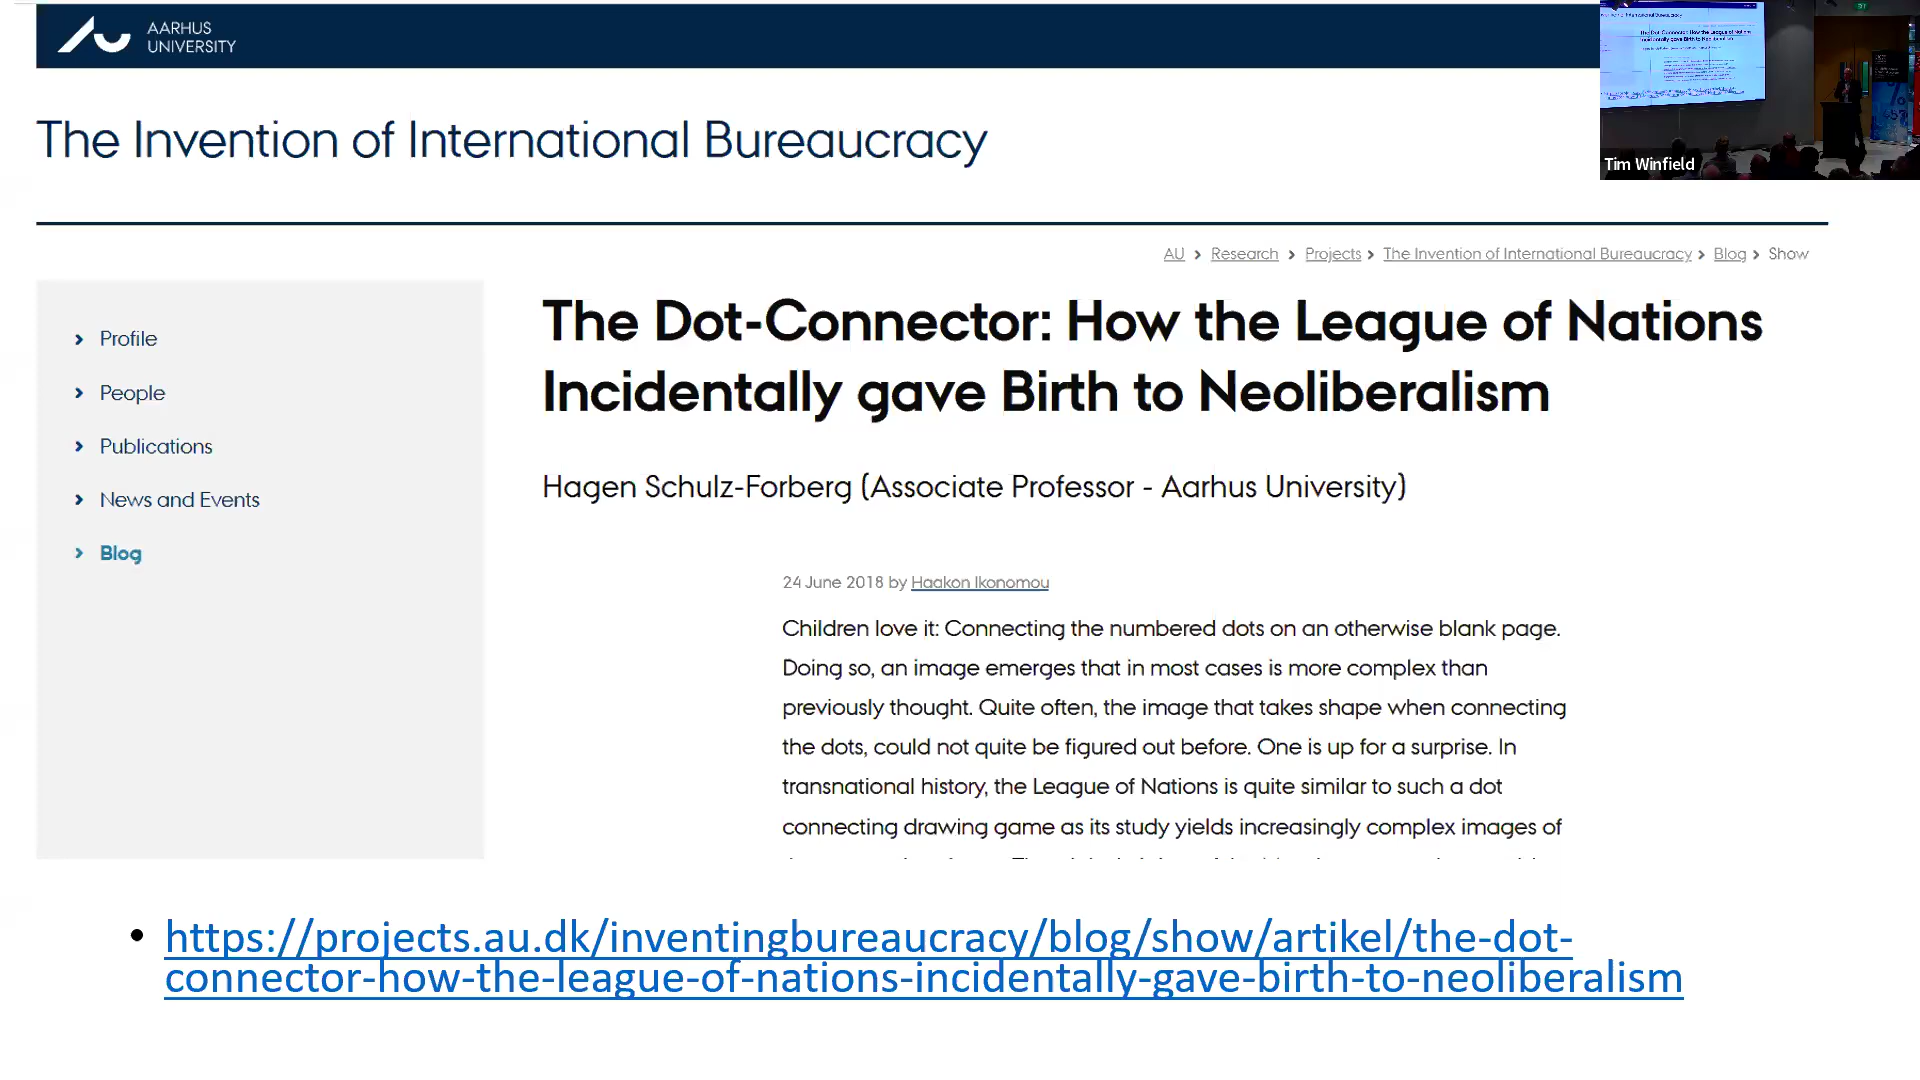 AARHUS
UNIVERSITY
The Invention of International Bureaucracy
Tim Winfield
AU > Research > Projects > The Invention of International Bureaucracy > Blog > Show
Profile
People
Publications
News and Events
Blog
The Dot-Connector: How the League of Nations
Incidentally gave Birth to Neoliberalism
Hagen Schulz-Forberg (Associate Professor - Aarhus University)
24 June 2018 by Haakon Ikonomou
Children love it: Connecting the numbered dots on an otherwise blank page.
Doing so, an image emerges that in most cases is more complex than
previously thought. Quite often, the image that takes shape when connecting
the dots, could not quite be figured out before. One is up for a surprise. In
transnational history, the League of Nations is quite similar to such a dot
connecting drawing game as its study yields increasingly complex images of
• https://projects.au.dk/inventingbureaucracy/blog/show/artikel/the-dot-
connector-how-the-league-of-nations-incidentally-gave-birth-to-neoliberalism